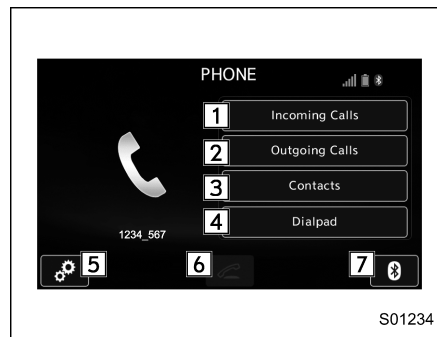 PHONE
1 Incoming Calls
2 Outgoing Calls
3 Contacts
4 Dialpad
1234_567
5
6
7
S01234